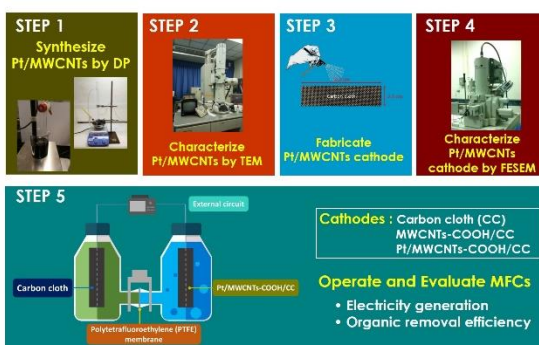 STEP 1
Synthesize
Pt/MWCNTs by DP
STEP 2
Characterize
Pt/MWCNTs by TEM
STEP 3
Carbon cloth
Fabricate
Pt/MWCNTs cathode
STEP 4
Characterize
Pt/MWCNTs
cathode by FESEM
STEP 5
External circuit
Carbon cloth
Pt/MWCNTs-COOH/CC
Polytetrafluoroethylene (PTFE)
membrane
Cathodes : Carbon cloth (CC)
MWCNTs-COOH/CC
Pt/MWCNTs-COOH/CC
Operate and Evaluate MFCs
• Electricity generation
• Organic removal efficiency